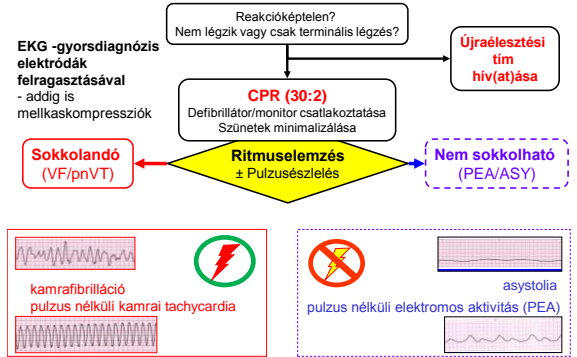 Reakcióképtelen?
Nem légzik vagy csak terminális légzés?
EKG -gyorsdiagnózis
elektródák
felragasztásával
- addig is
mellkaskompressziók
Újraélesztési
tím
hív(at)ása
CPR (30:2)
Defibrillátor/monitor csatlakoztatása
Szünetek minimalizálása
Sokkolandó
(VF/pnVT)
Ritmuselemzés
± Pulzusészlelés
Nem sokkolható
(PEA/ASY)
kamrafibrilláció
pulzus nélküli kamrai tachycardia
asystolia
pulzus nélküli elektromos aktivitás (PEA)